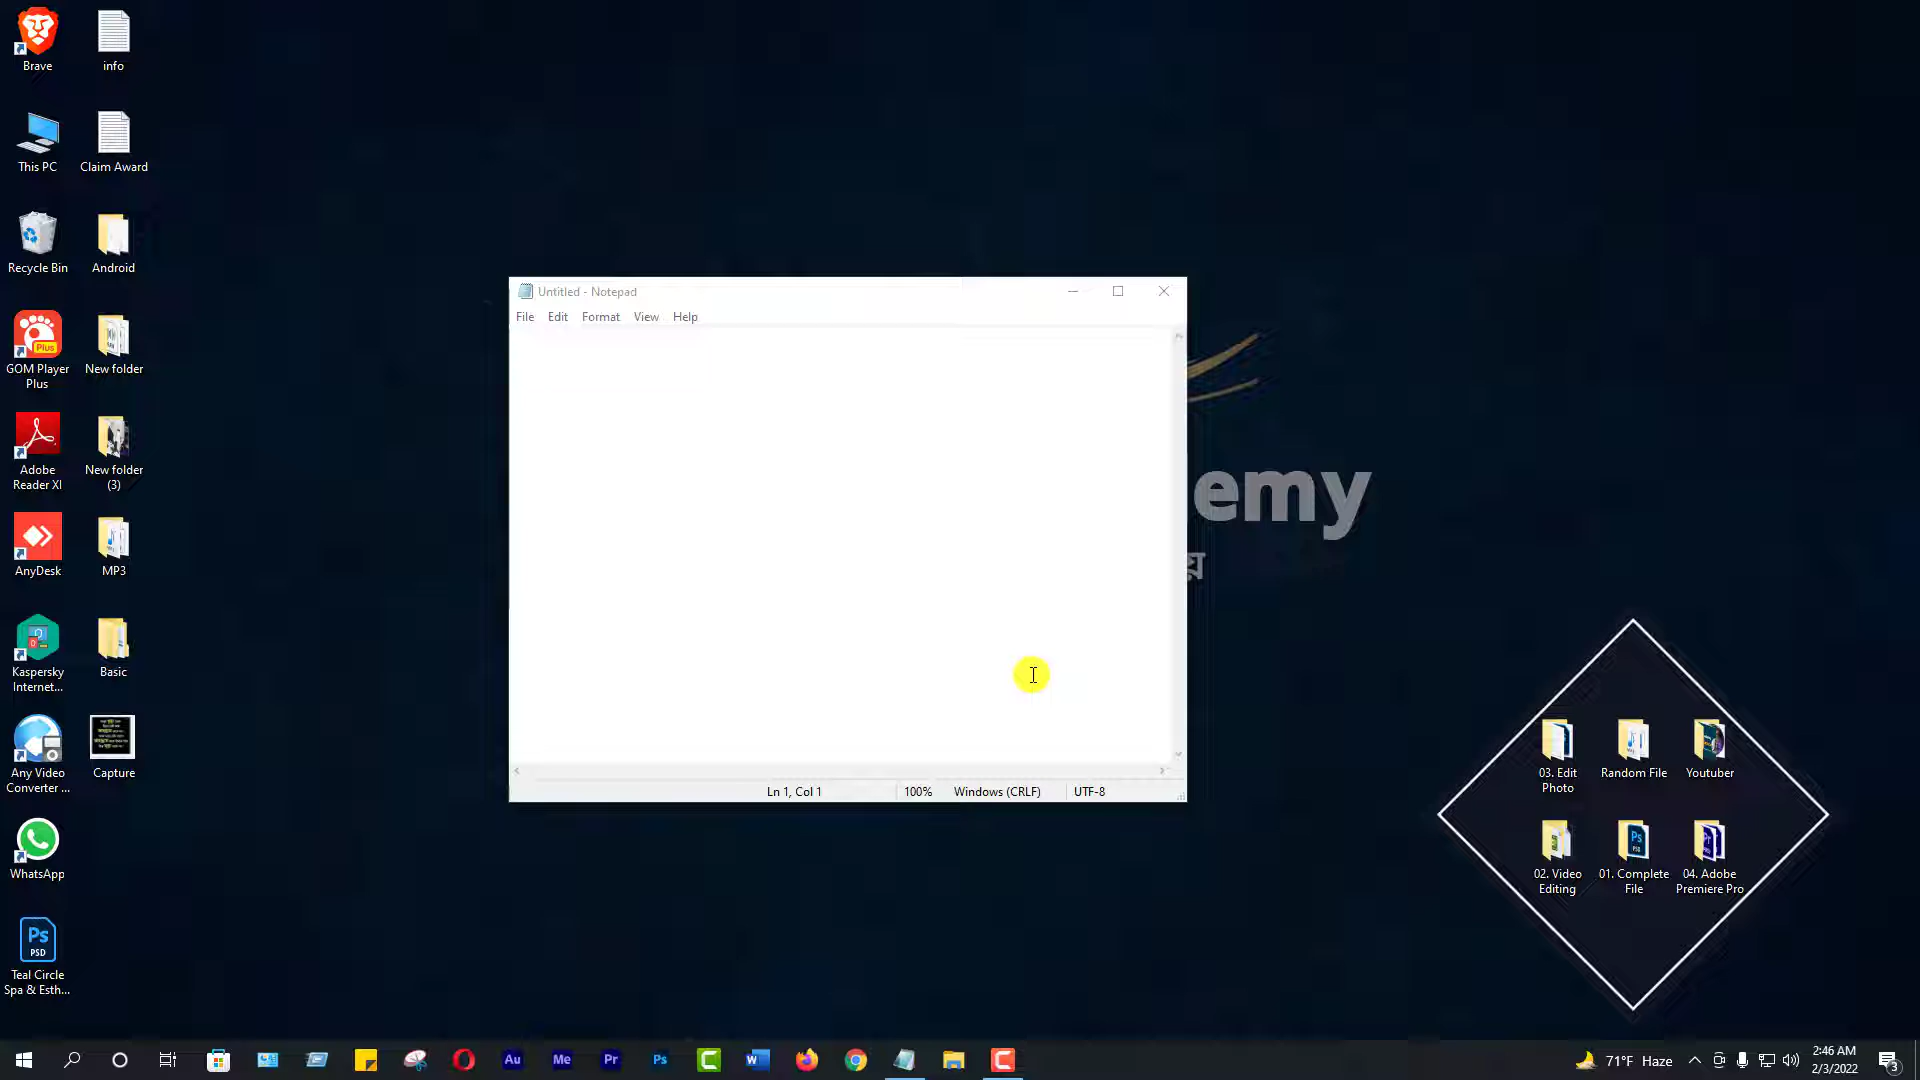 Brave
info
This PC
Claim Award
Recycle Bin
Android
GOM Player
Plus
New folder
Adobe
Reader XI
New folder
(3)
AnyDesk
MP3
Kaspersky
Internet...
Basic
Any Video
Converter ...
Capture
WhatsApp
Ps
PSD
Teal Circle
Spa & Esth...
Untitled - Notepad
File Edit Format View Help
Ln 1, Col 1 100% Windows (CRLF) UTF-8
emy
য়
03. Edit
Photo
Random File
Youtuber
02. Video
Editing
01. Complete
File
04. Adobe
Premiere Pro
Au Me Pr Ps
71°F Haze
2:46 AM
2/3/2022
3